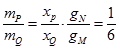 m_P/m_Q = x_p/x_Q · g_N/g_M = 1/6